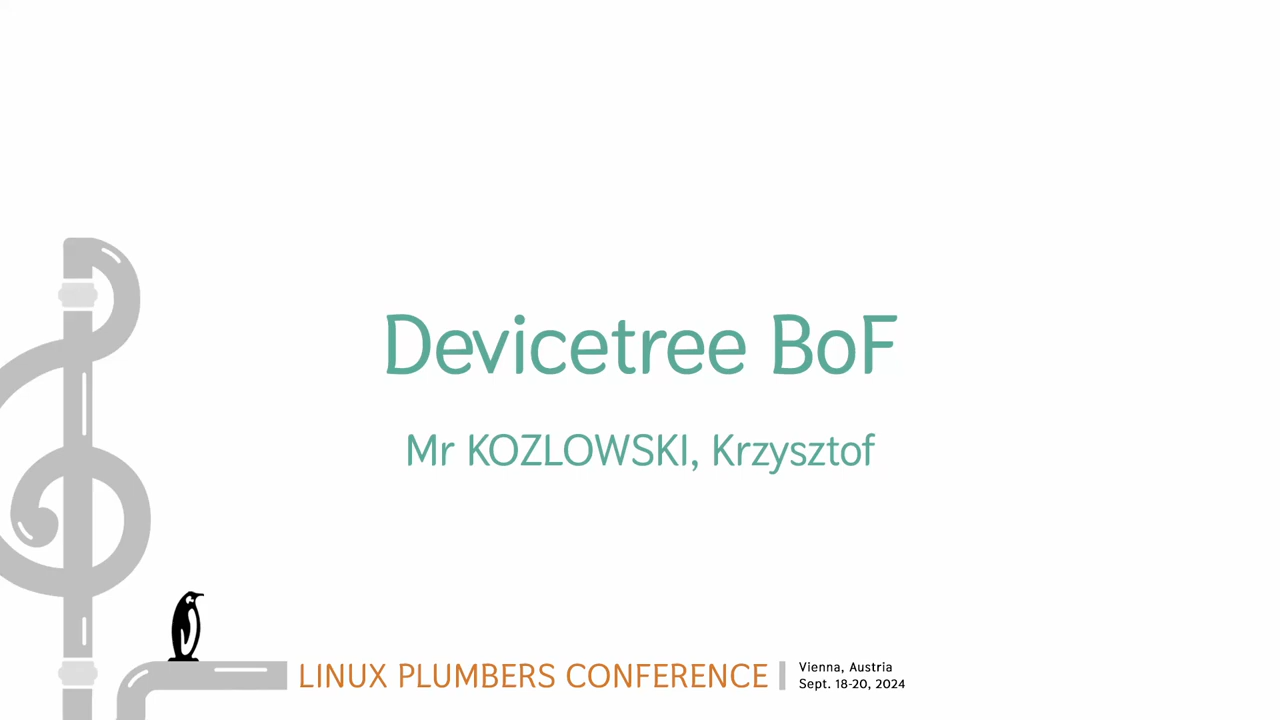 Devicetree BoF
Mr KOZLOWSKI, Krzysztof
LINUX PLUMBERS CONFERENCE
Vienna, Austria
Sept. 18-20, 2024